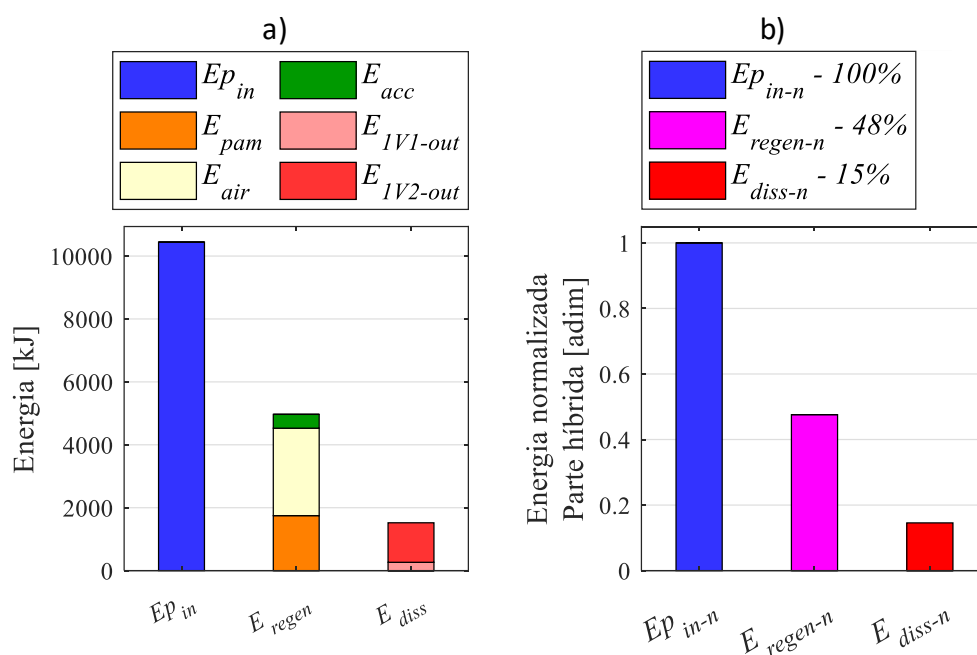 a)
Ep in E acc
E pam E 1V1-out
E air E 1V2-out
Energia [kJ]
10000
8000
6000
4000
2000
0
Ep in E regen E diss
b)
Ep in-n - 100%
E regen-n - 48%
E diss-n - 15%
Energia normalizada
Parte híbrida [adim]
1
0.8
0.6
0.4
0.2
0
Ep in-n E regen-n E diss-n